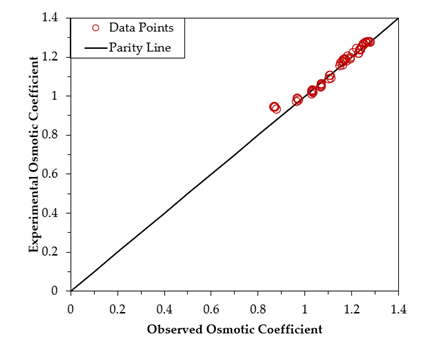 1.4
Data Points
Parity Line
1.2
1
0.8
0.6
0.4
0.2
0
Experimental Osmotic Coefficient
0 0.2 0.4 0.6 0.8 1 1.2 1.4
Observed Osmotic Coefficient